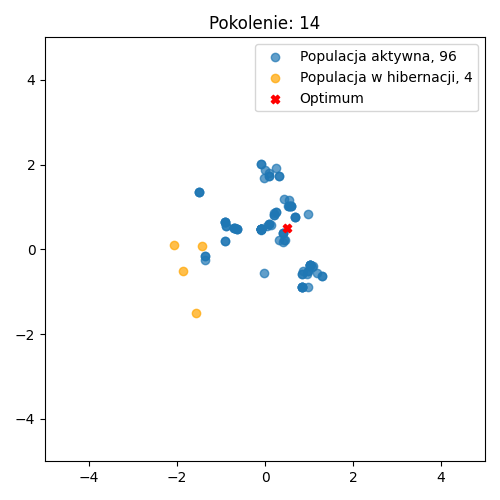 Pokolenie: 14
Populacja aktywna, 96
Populacja w hibernacji, 4
Optimum
4
2
0
−2
−4
−4 −2 0 2 4